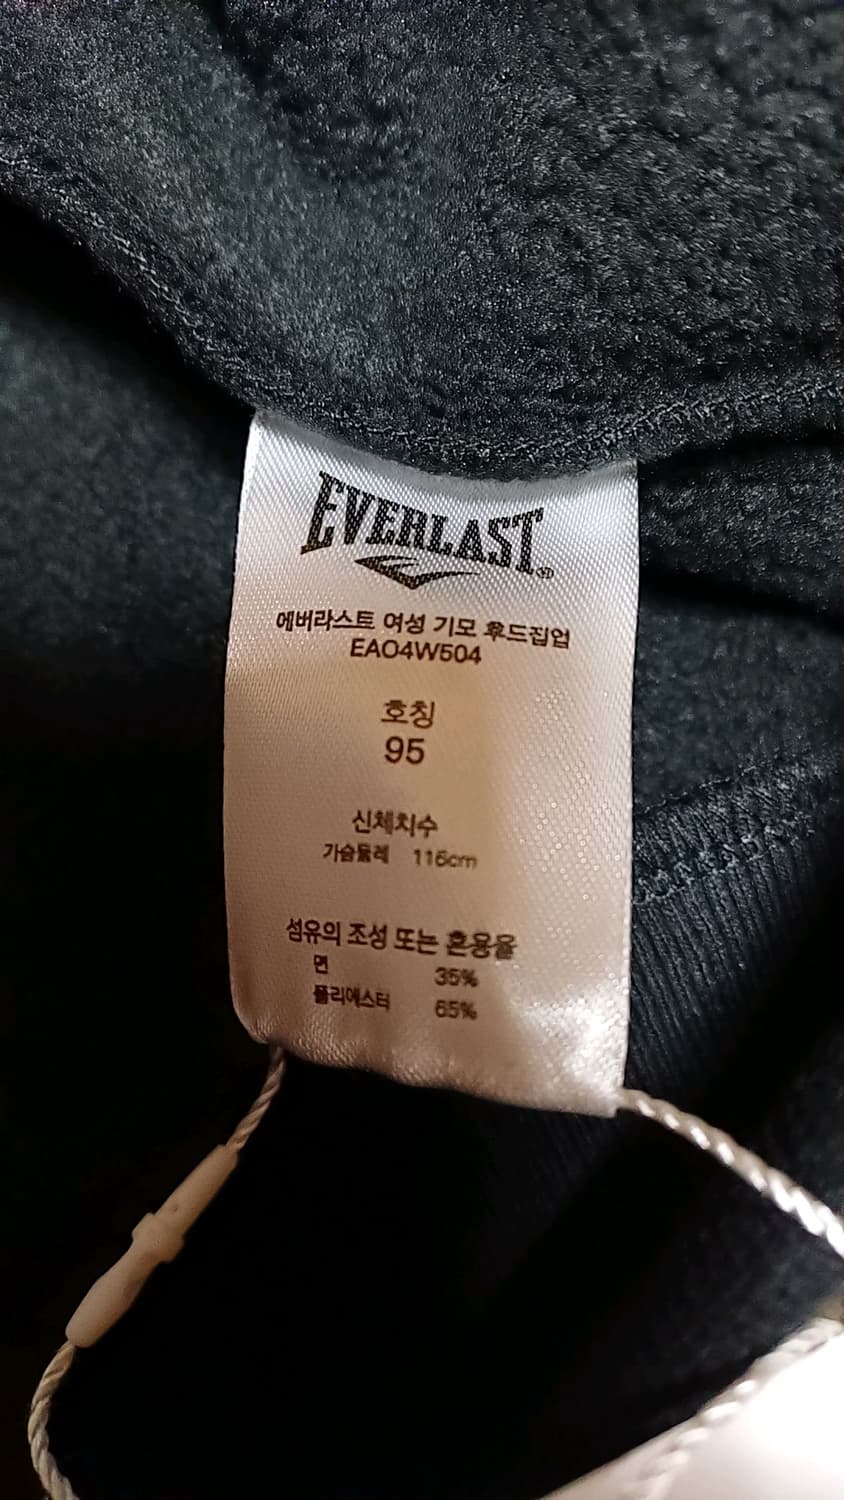 EVERLAST®
에버라스트 여성 기모 후드집업
EAO4W504
호칭
95
신체치수
가슴둘레 116cm
섬유의 조성 또는 혼용율
면 35%
폴리에스터 65%